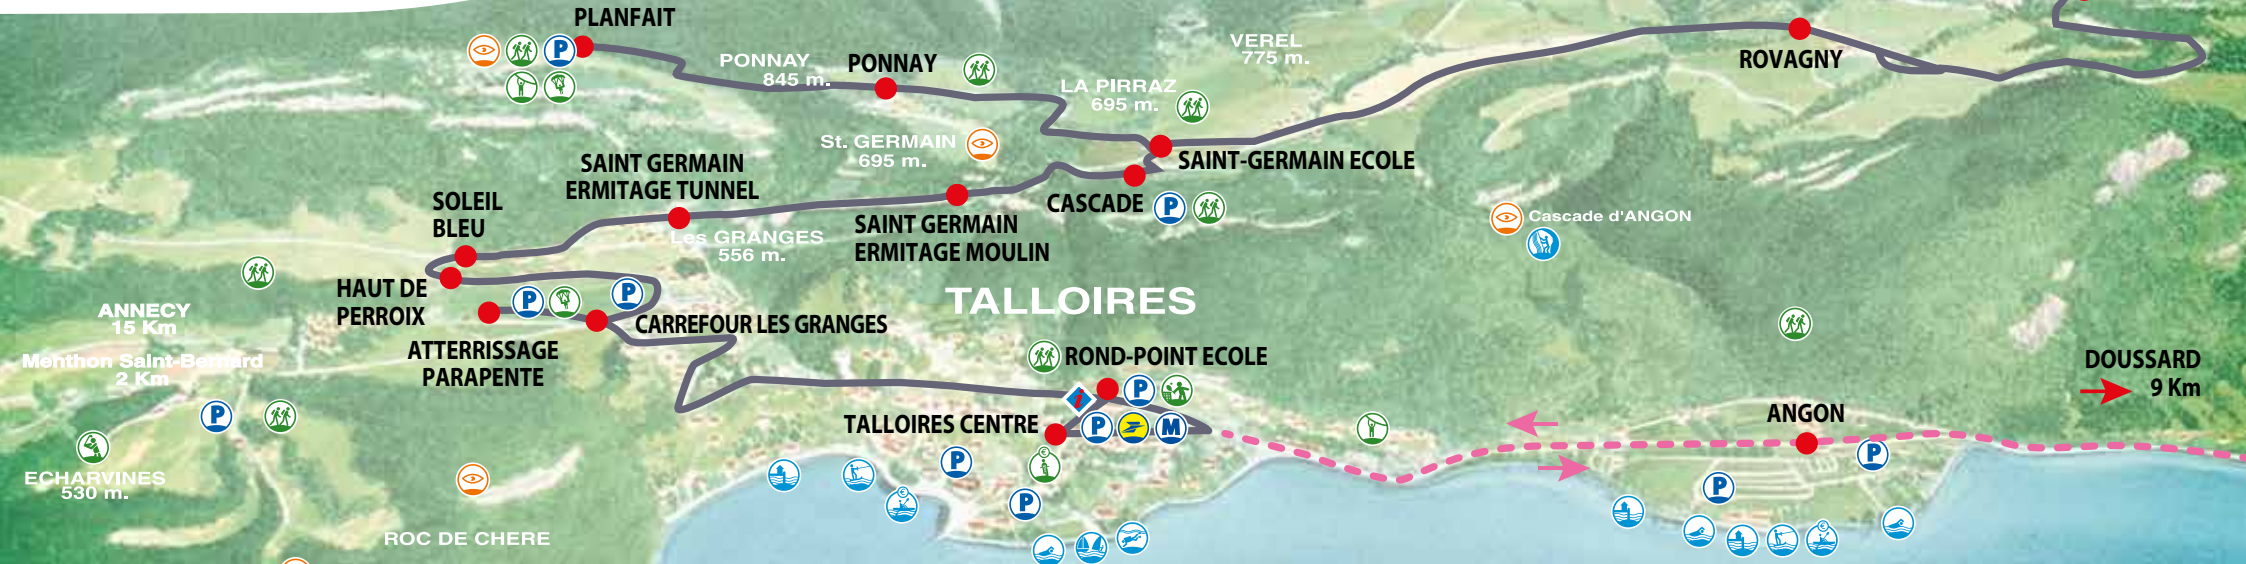 PLANFAIT
PONNAY
845 m.
PONNAY
VEREL
775 m.
ROVAGNY
LA PIRRAZ
695 m.
St. GERMAIN
695 m.
SAINT-GERMAIN ECOLE
SAINT GERMAIN
ERMITAGE TUNNEL
SOLEIL
BLEU
CASCADE
P
P
Les GRANGES
556 m.
SAINT GERMAIN
ERMITAGE MOULIN
Cascade d'ANGON
HAUT DE
PERROIX
P
P
CARREFOUR LES GRANGES
TALLOIRES
ANNECY
15 Km
Menthon Saint-Bernard
2 Km
ATTERRISSAGE
PARAPENTE
ROND-POINT ECOLE
i
P
DOUSSARD
9 Km
P
TALLOIRES CENTRE
P
M
ANGON
ECHARVINES
530 m.
P
€
P
P
P
€
€
ROC DE CHERE